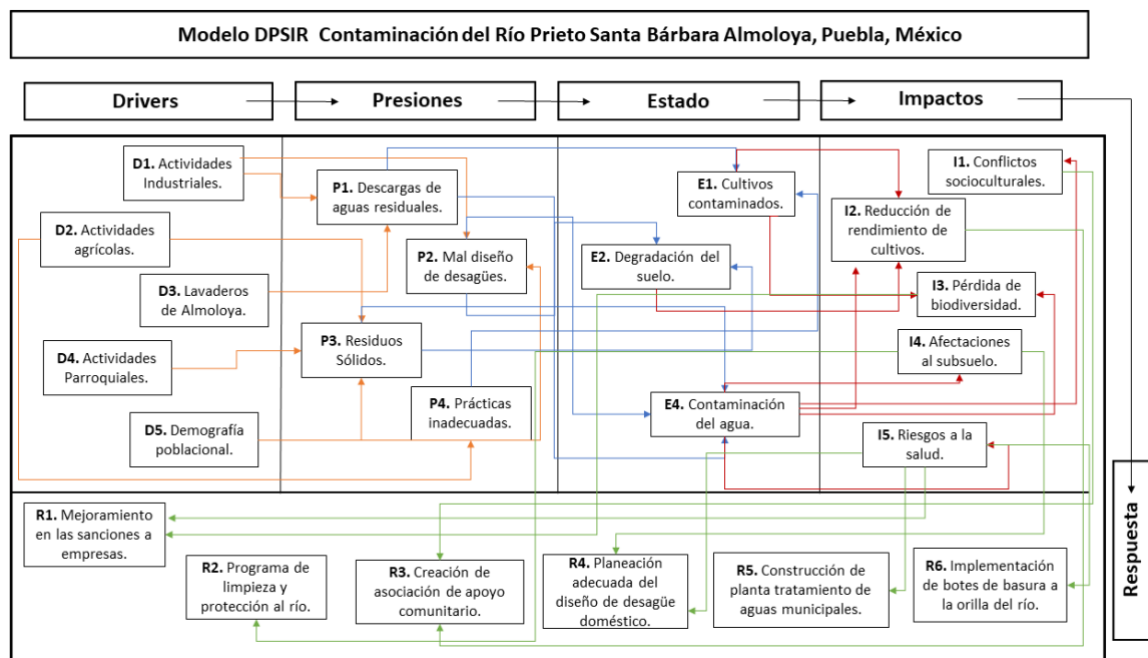 Modelo DPSIR Contaminación del Río Prieto Santa Bárbara Almoloya, Puebla, México
Drivers
Presiones
Estado
Impactos
D1. Actividades
Industriales.
D2. Actividades
agrícolas.
D3. Lavaderos
de Almoloya.
D4. Actividades
Parroquiales.
D5. Demografía
poblacional.
P1. Descargas de
aguas residuales.
P2. Mal diseño
de desagües.
P3. Residuos
Sólidos.
P4. Prácticas
inadecuadas.
E1. Cultivos
contaminados.
E2. Degradación del
suelo.
E4. Contaminación
del agua.
I1. Conflictos
socioculturales.
I2. Reducción de
rendimiento de
cultivos.
I3. Pérdida de
biodiversidad.
I4. Afectaciones
al subsuelo.
I5. Riesgos a la
salud.
R1. Mejoramiento
en las sanciones a
empresas.
R2. Programa de
limpieza y
protección al río.
R3. Creación de
asociación de apoyo
comunitario.
R4. Planeación
adecuada del
diseño de desagüe
doméstico.
R5. Construcción de
planta tratamiento de
aguas municipales.
R6. Implementación
de botes de basura a
la orilla del río.
Respuesta